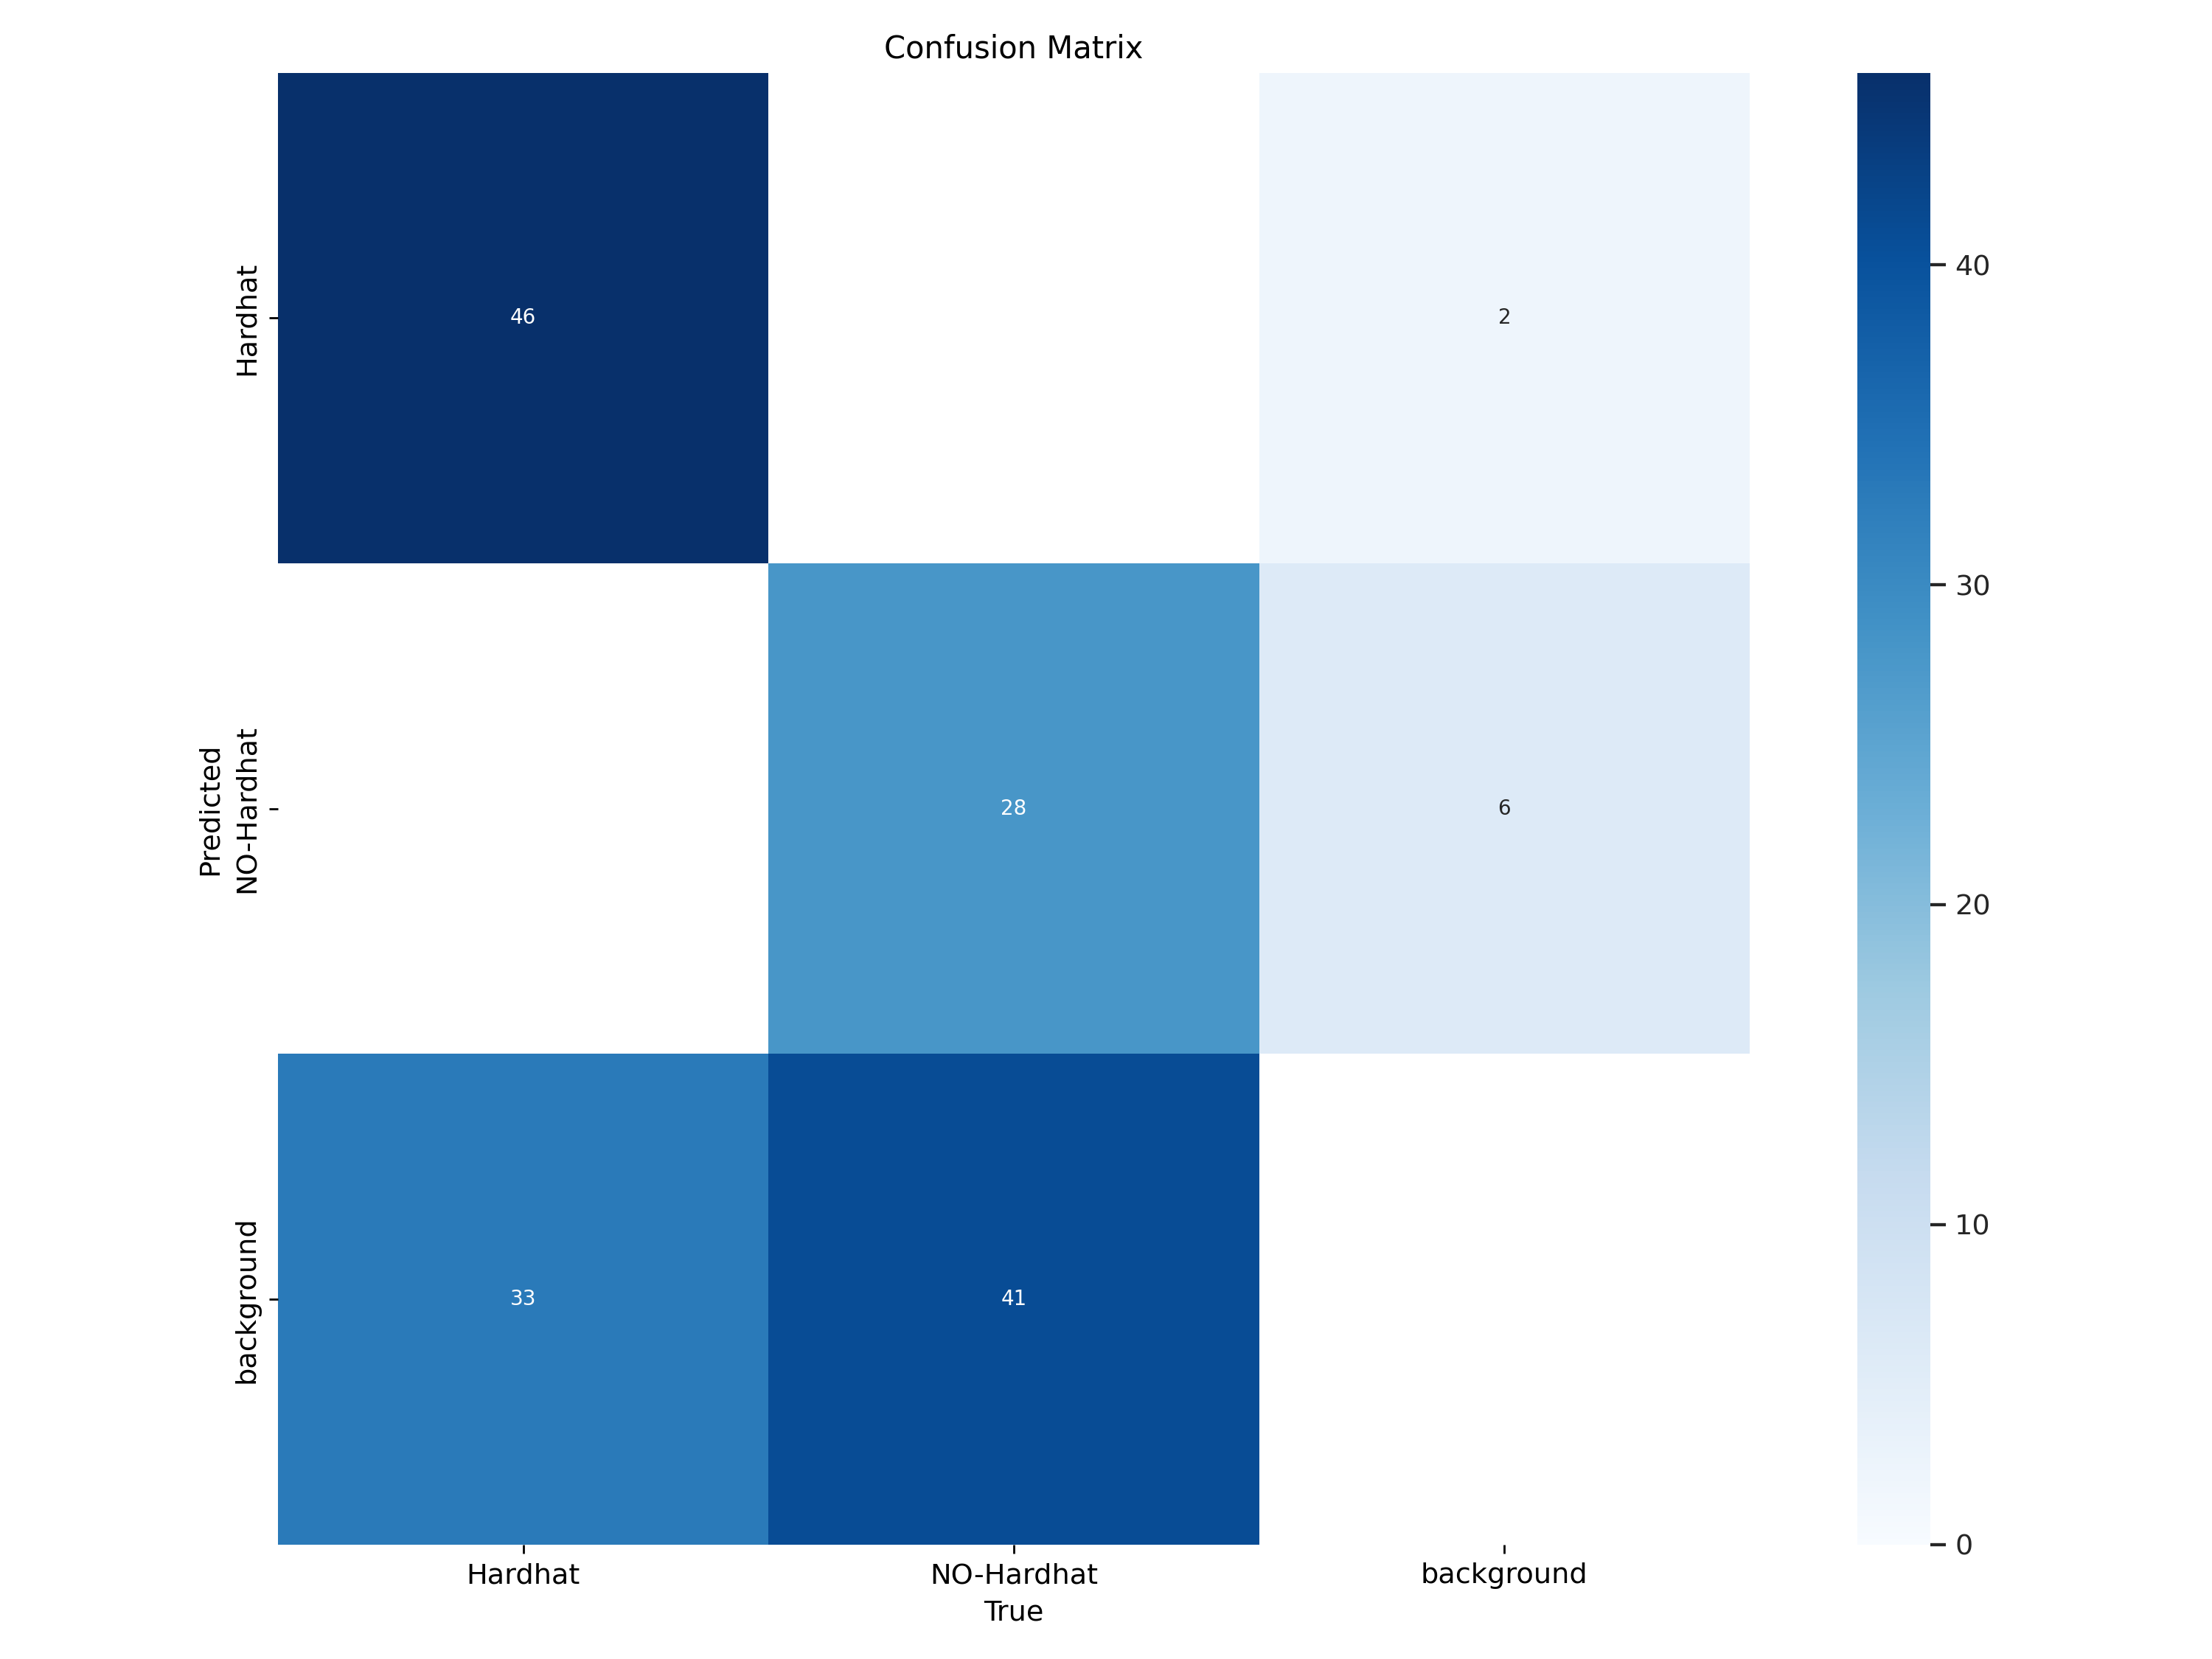 Confusion Matrix
Hardhat
46
2
40
30
Predicted
NO-Hardhat
28
6
20
10
background
33
41
0
Hardhat
NO-Hardhat
background
True